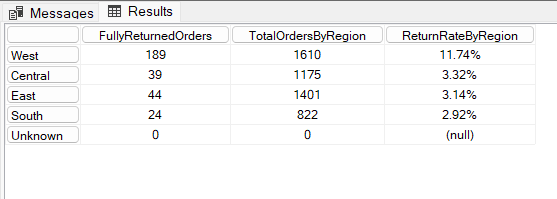 Messages Results
FullyReturnedOrders TotalOrdersByRegion ReturnRateByRegion
West 189 1610 11.74%
Central 39 1175 3.32%
East 44 1401 3.14%
South 24 822 2.92%
Unknown 0 0 (null)